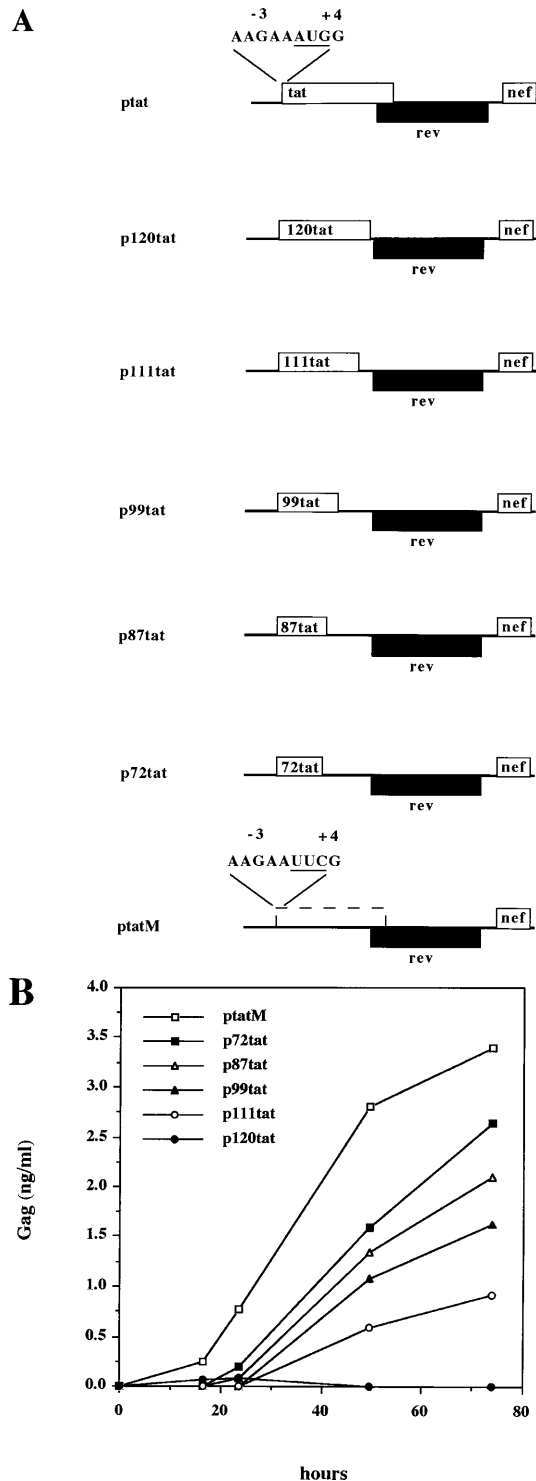 A
-3 +4
AAGAAAUGG
ptat
tat
nef
rev
p120tat
120tat
nef
rev
p111tat
111tat
nef
rev
p99tat
99tat
nef
rev
p87tat
87tat
nef
rev
p72tat
72tat
nef
rev
-3 +4
AAGAAUUCG
ptatM
nef
rev
B
4.0
3.5
3.0
2.5
2.0
1.5
1.0
0.5
0.0
Gag (ng/ml)
ptatM
p72tat
p87tat
p99tat
p111tat
p120tat
0 20 40 60 80
hours